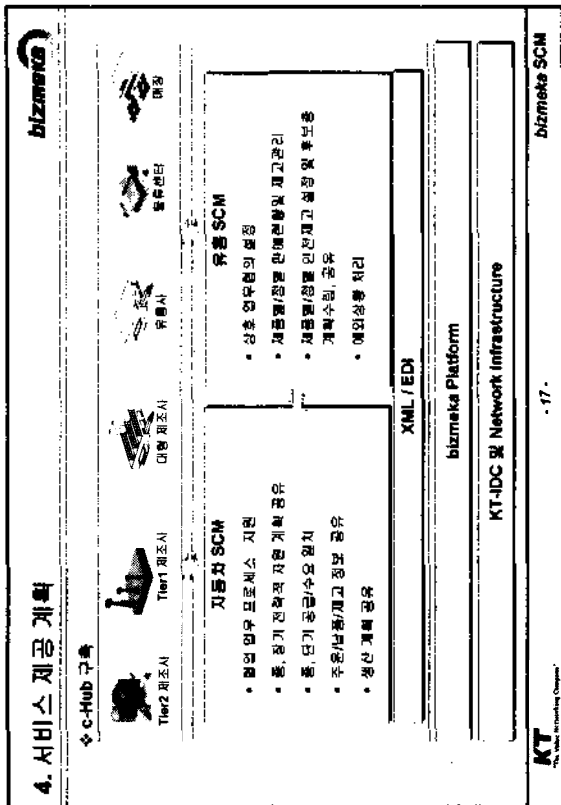 4. 서비스 제공 계획
bizmeka
❖ c-Hub 구축
Tier2 제조사
Tier1 제조사
대형 제조사
유통사
물류센터
매장
자동차 SCM
• 협업 업무 프로세스 지원
• 중, 장기 전략적 자원 계획 공유
• 중, 단기 공급/수요 일치
• 주문/납품/재고 정보 공유
• 생산 계획 공유
유통 SCM
• 상호 업무협의 설정
• 제품별/점별 판매현황및 재고관리
• 제품별/점별 안전재고 설정 및 후보충
계획수립, 공유
• 예외상황 처리
XML / EDI
bizmeka Platform
KT-IDC 및 Network Infrastructure
KT
"The Value Networking Company"
- 17 -
bizmeka SCM